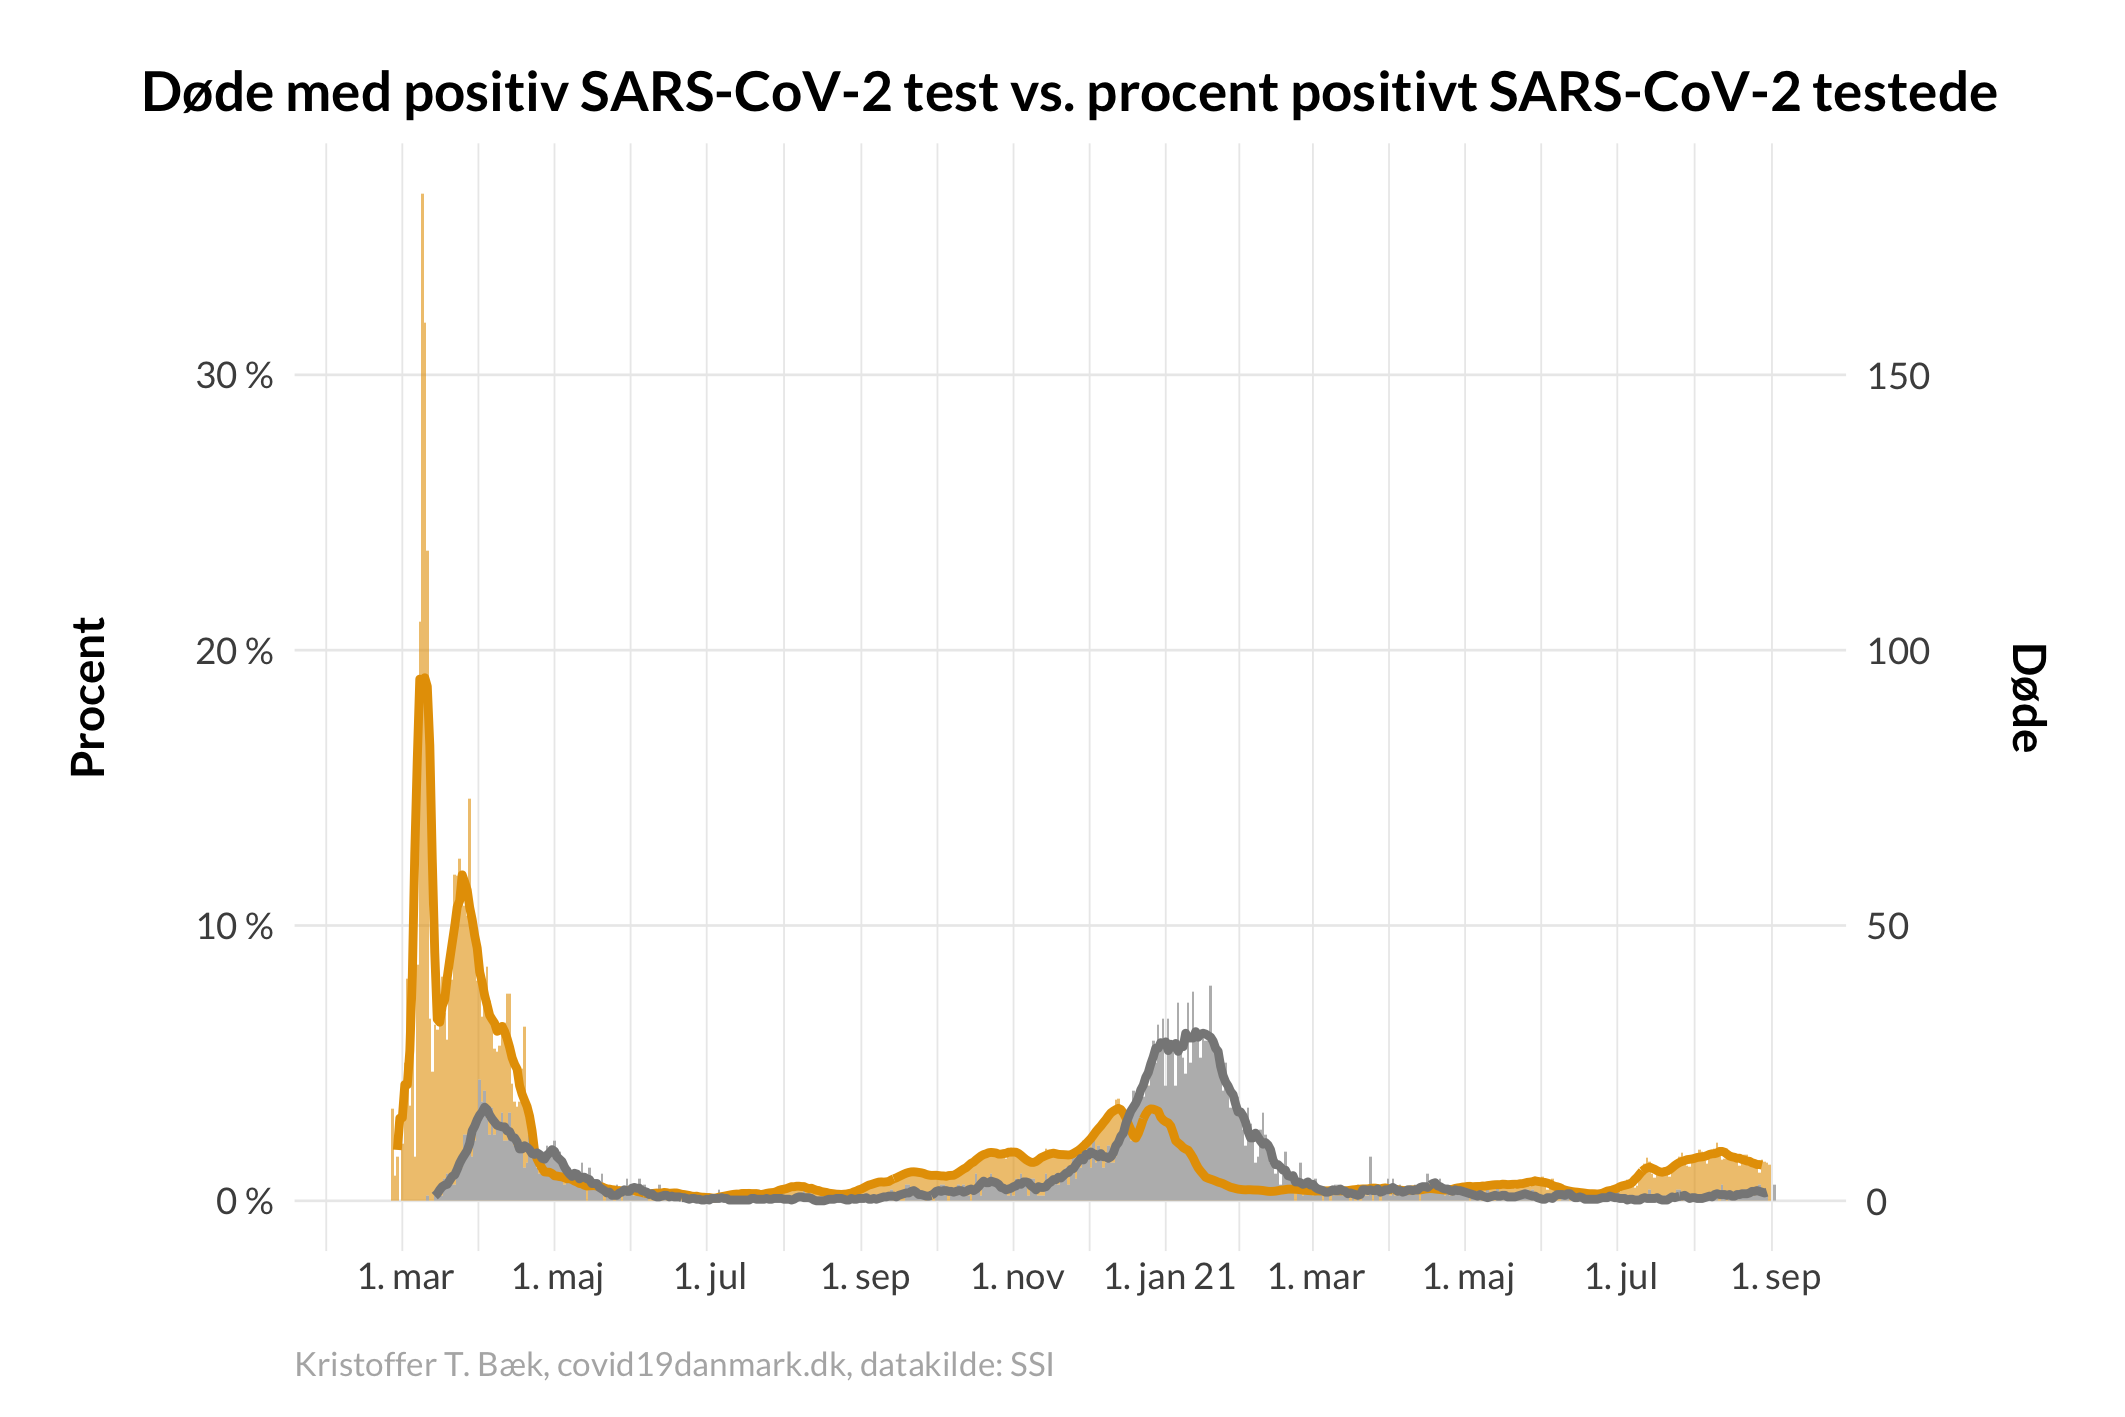 Døde med positiv SARS-CoV-2 test vs. procent positivt SARS-CoV-2 testede
Procent
30 %
20 %
10 %
0 %
150
100
50
0
Døde
1. mar
1. maj
1. jul
1. sep
1. nov
1. jan 21
1. mar
1. maj
1. jul
1. sep
Kristoffer T. Bæk, covid19danmark.dk, datakilde: SSI